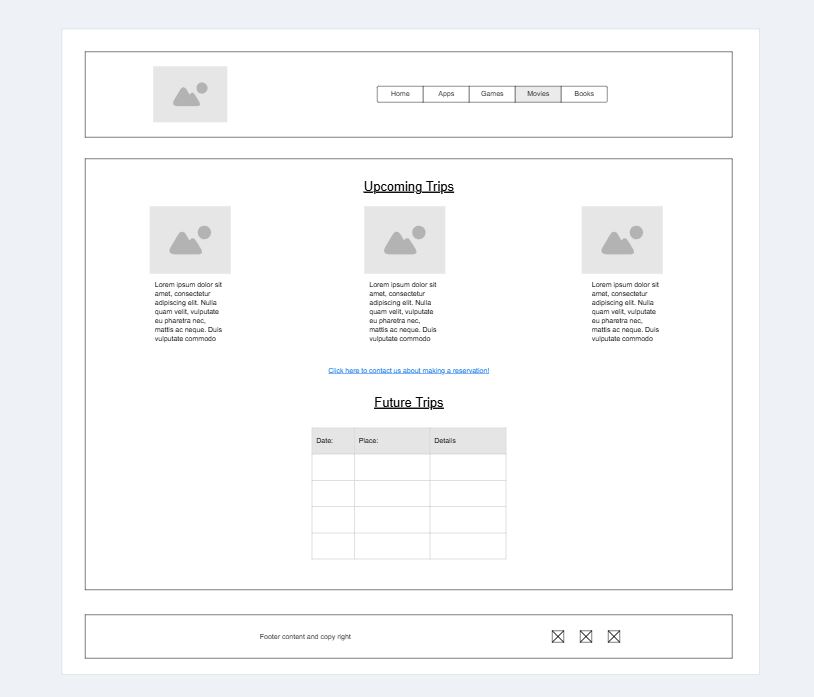 Home Apps Games Movies Books
Upcoming Trips
Lorem ipsum dolor sit
amet, consectetur
adipiscing elit. Nulla
quam velit, vulputate
eu pharetra nec,
mattis ac neque. Duis
vulputate commodo
Lorem ipsum dolor sit
amet, consectetur
adipiscing elit. Nulla
quam velit, vulputate
eu pharetra nec,
mattis ac neque. Duis
vulputate commodo
Lorem ipsum dolor sit
amet, consectetur
adipiscing elit. Nulla
quam velit, vulputate
eu pharetra nec,
mattis ac neque. Duis
vulputate commodo
Click here to contact us about making a reservation!
Future Trips
Date: Place: Details
Footer content and copy right